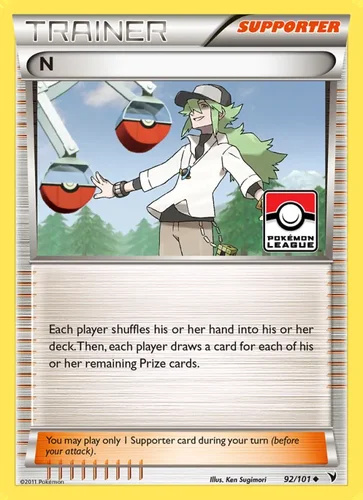 TRAINER SUPPORTER
N
POKÉMON
LEAGUE
Each player shuffles his or her hand into his or her
deck.Then, each player draws a card for each of his
or her remaining Prize cards.
You may play only 1 Supporter card during your turn (before
your attack).
©2011 Pokémon Illus. Ken Sugimori 92/101